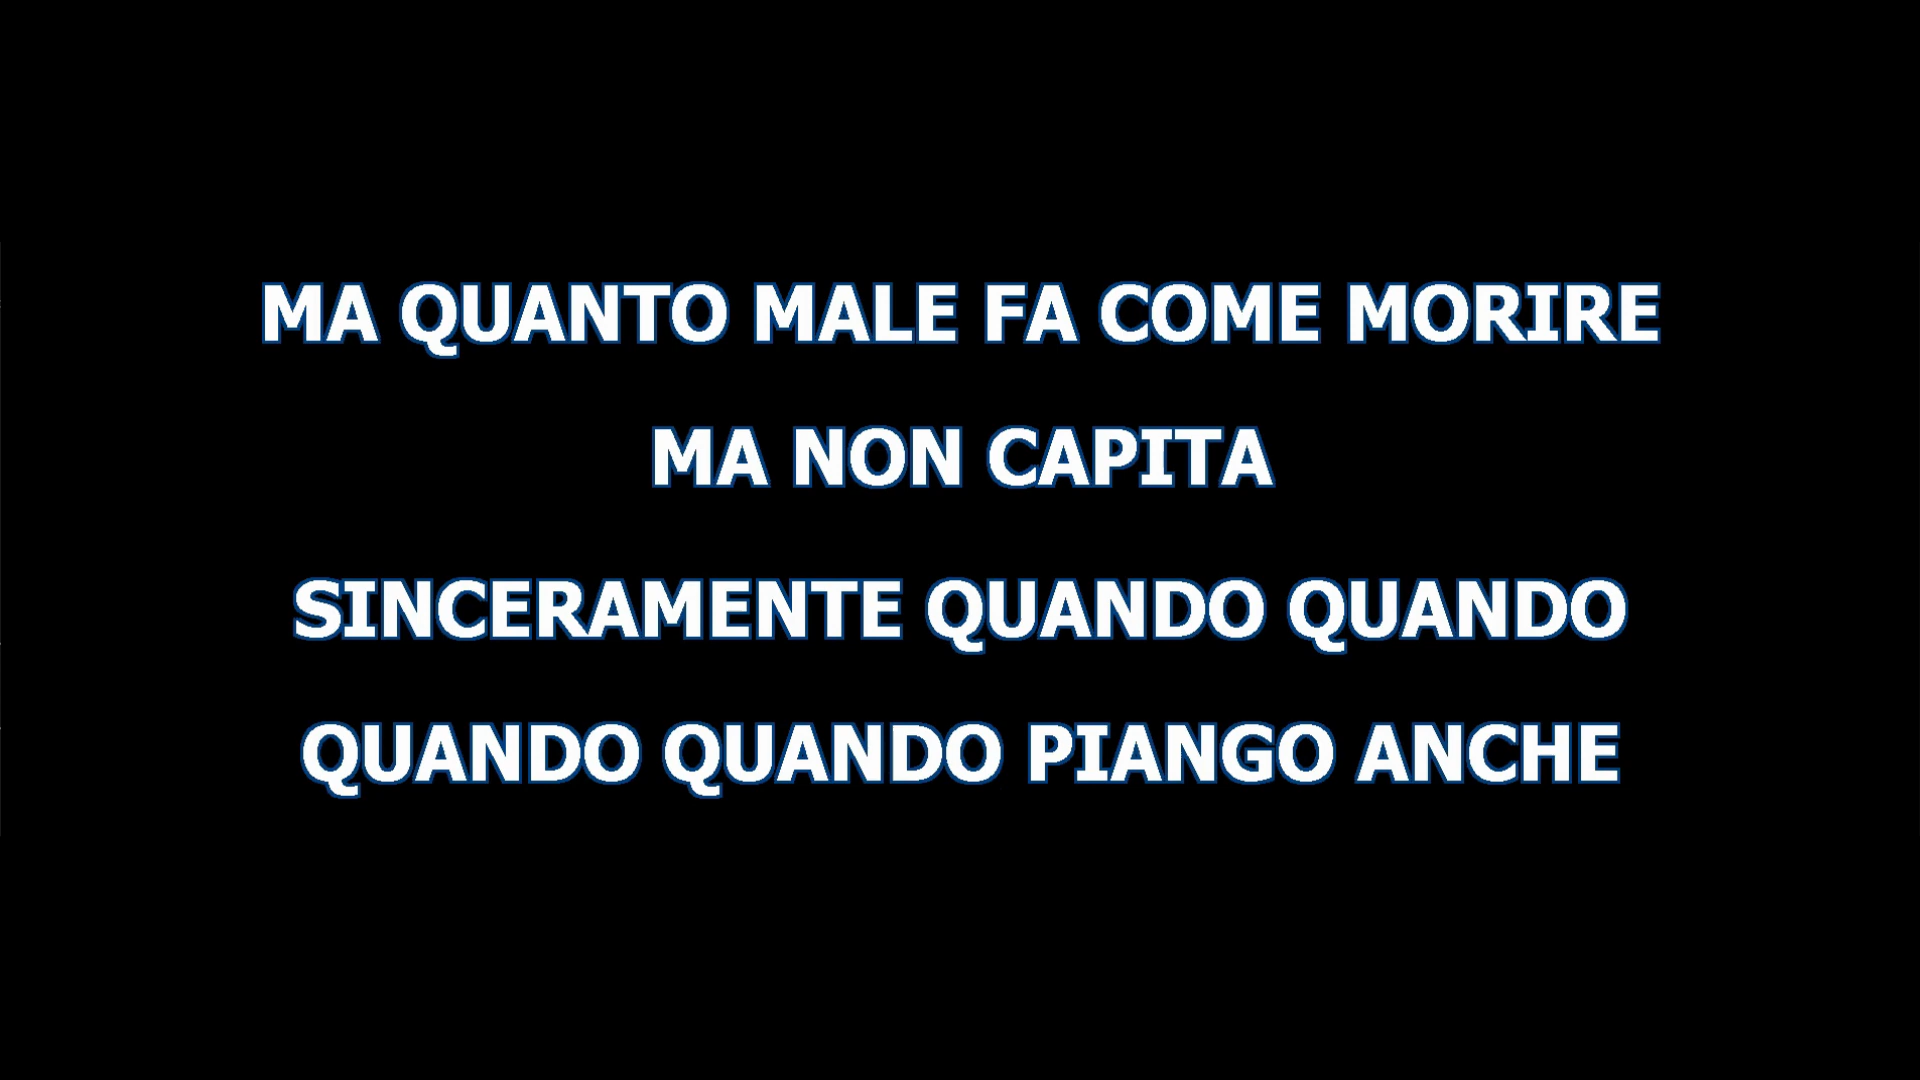 MA QUANTO MALE FA COME MORIRE
MA NON CAPITA
SINCERAMENTE QUANDO QUANDO
QUANDO QUANDO PIANGO ANCHE